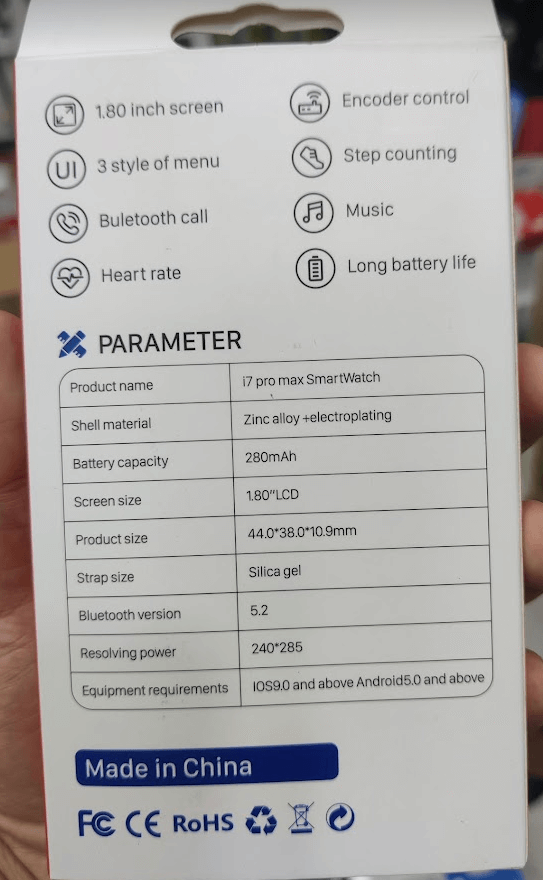 1.80 inch screen
Encoder control
UI
3 style of menu
Step counting
Buletooth call
Music
Heart rate
Long battery life
PARAMETER
Product name i7 pro max SmartWatch
Shell material Zinc alloy +electroplating
Battery capacity 280mAh
Screen size 1.80"LCD
Product size 44.0*38.0*10.9mm
Strap size Silica gel
Bluetooth version 5.2
Resolving power 240*285
Equipment requirements IOS9.0 and above Android5.0 and above
Made in China
FC CE RoHS